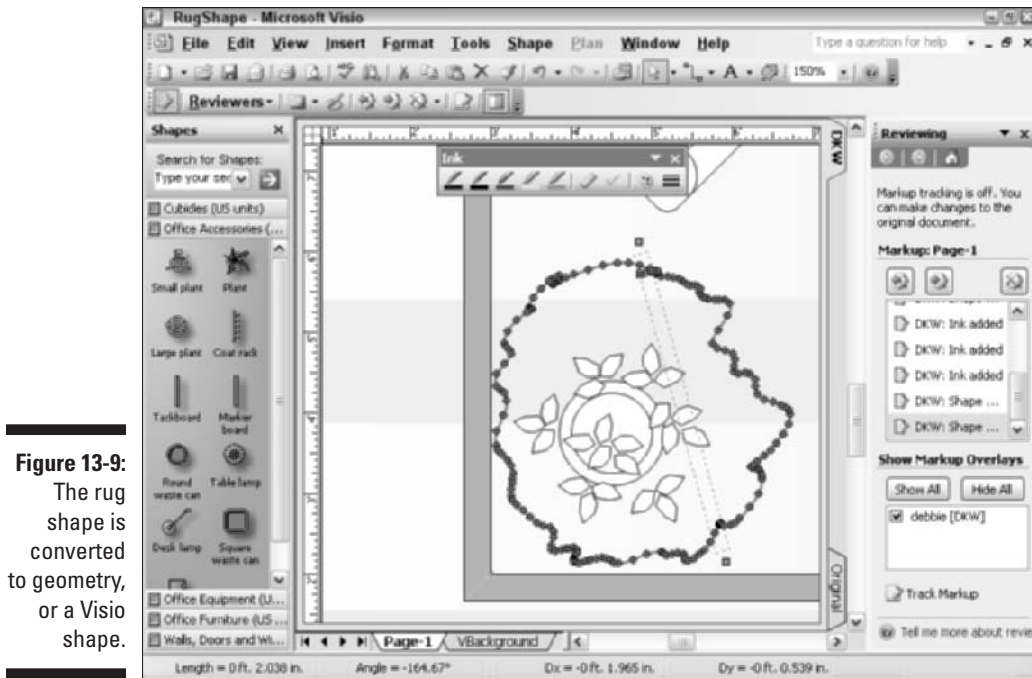 Figure 13-9:
The rug
shape is
converted
to geometry,
or a Visio
shape.
RugShape - Microsoft Visio
File Edit View Insert Format Tools Shape Plan Window Help
Type a question for help
A 150%
Reviewers
Shapes
Search for Shapes:
Type your sea
Cubicles (US units)
Office Accessories (...
Small plant Plant
Large plant Coat rack
Tackboard Marker board
Round waste can Table lamp
Desk lamp Square waste can
Office Equipment (U...
Office Furniture (US ...
Walls, Doors and Wi...
Ink
DKW
Original
Page-1 VBackground
Reviewing
Markup tracking is off. You
can make changes to the
original document.
Markup: Page-1
DKW: Ink added
DKW: Ink added
DKW: Ink added
DKW: Shape ...
DKW: Shape ...
Show Markup Overlays
Show All Hide All
debbie [DKW]
Track Markup
Tell me more about revie
Length = 0 ft. 2.038 in. Angle = -164.67° Dx = -0 ft. 1.965 in. Dy = -0 ft. 0.539 in.